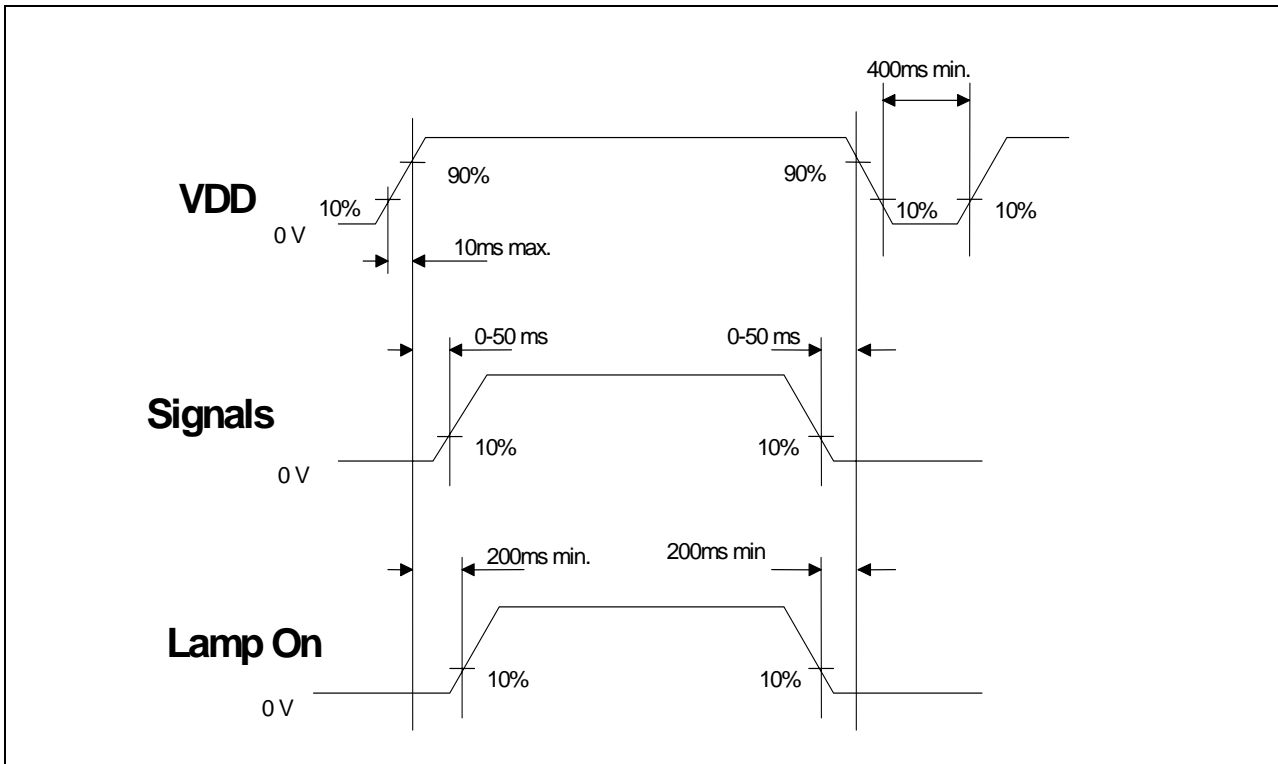 400ms min.
90%
90%
VDD
10%
10%
10%
0 V
10ms max.
0-50 ms
0-50 ms
Signals
10%
10%
0 V
200ms min.
200ms min
Lamp On
10%
10%
0 V